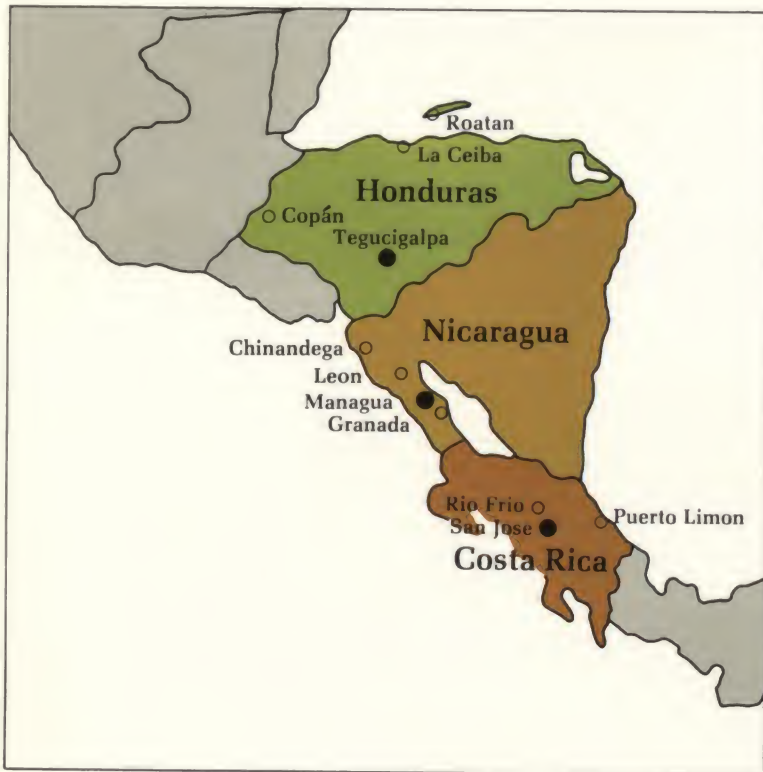 Roatan
La Ceiba
Honduras
Copán
Tegucigalpa
Nicaragua
Chinandega
Leon
Managua
Granada
Rio Frio
Puerto Limon
San Jose
Costa Rica